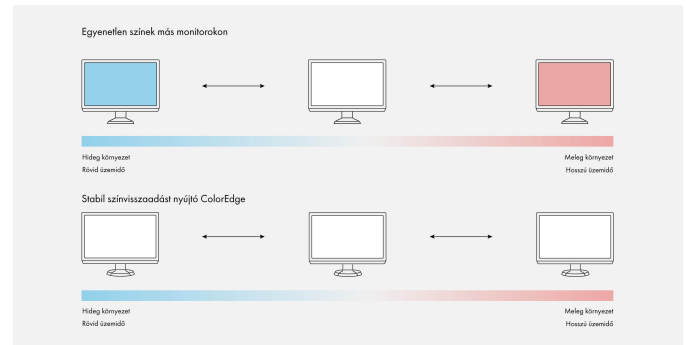 Egyenetlen színek más monitorokon
Hideg környezet
Rövid üzemidő
Meleg környezet
Hosszú üzemidő
Stabil színvisszaadást nyújtó ColorEdge
Hideg környezet
Rövid üzemidő
Meleg környezet
Hosszú üzemidő